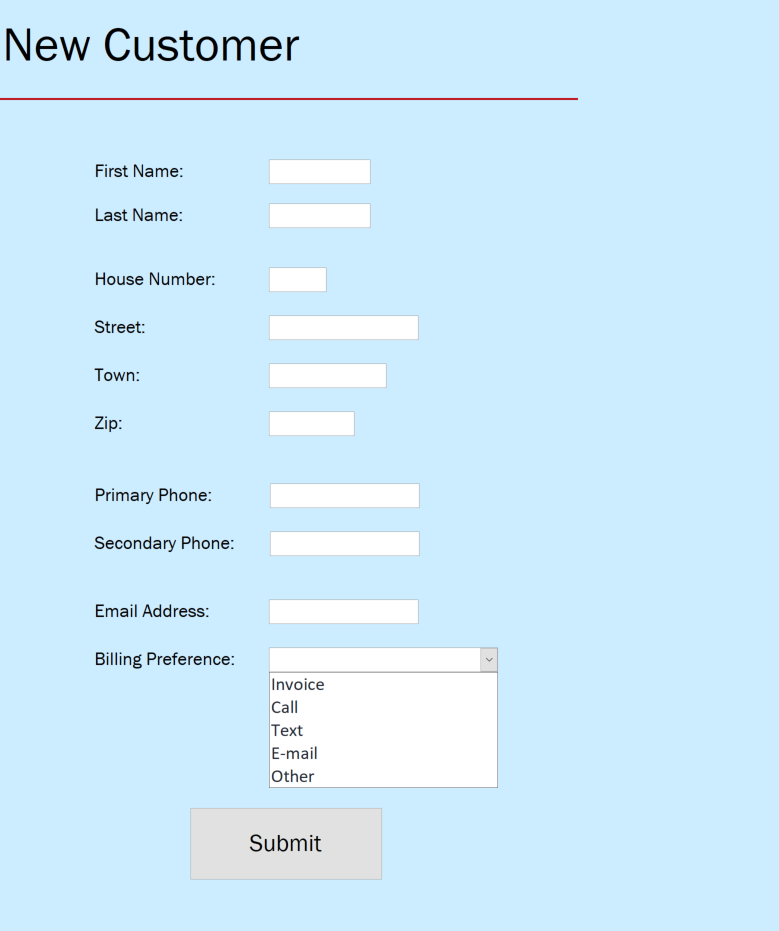 New Customer
First Name:
Last Name:
House Number:
Street:
Town:
Zip:
Primary Phone:
Secondary Phone:
Email Address:
Billing Preference:
Invoice
Call
Text
E-mail
Other
Submit